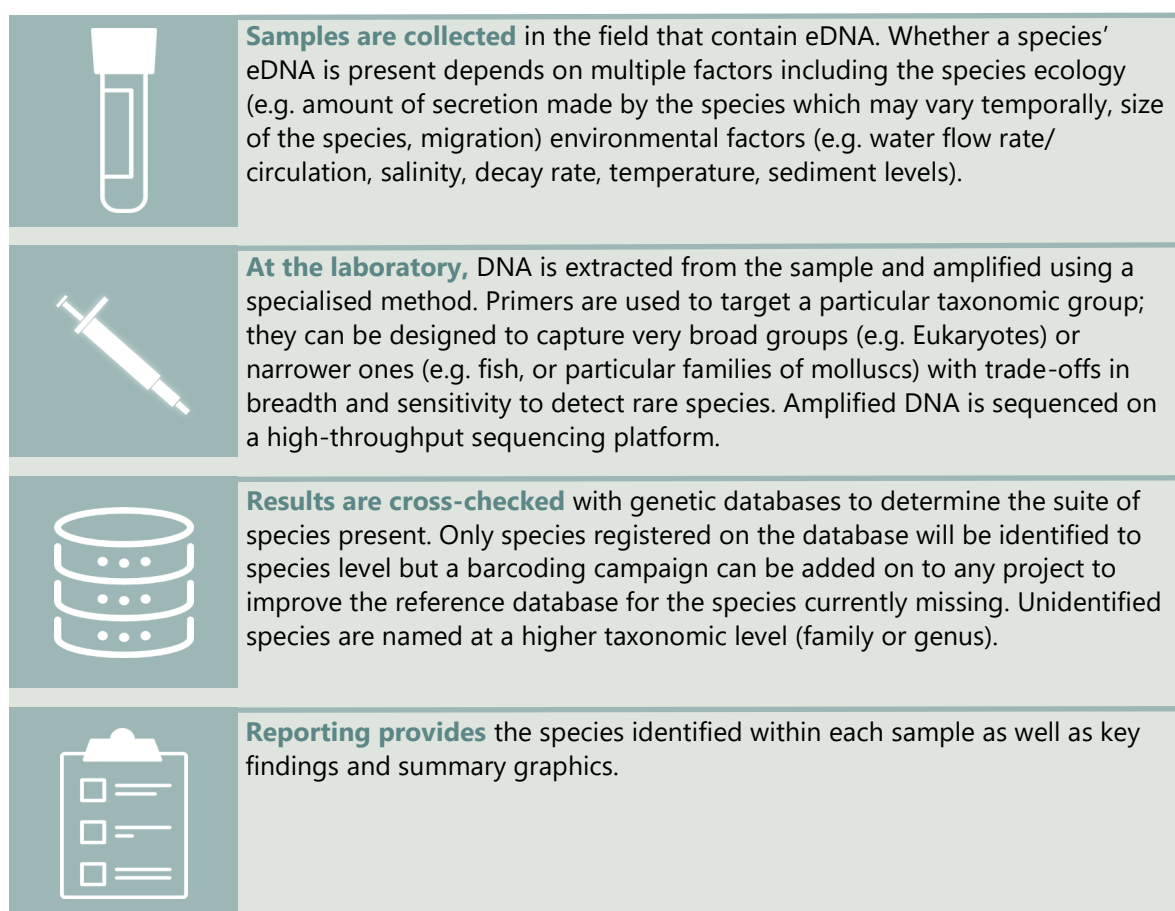 Samples are collected in the field that contain eDNA. Whether a species’
eDNA is present depends on multiple factors including the species ecology
(e.g. amount of secretion made by the species which may vary temporally, size
of the species, migration) environmental factors (e.g. water flow rate/
circulation, salinity, decay rate, temperature, sediment levels).
At the laboratory, DNA is extracted from the sample and amplified using a
specialised method. Primers are used to target a particular taxonomic group;
they can be designed to capture very broad groups (e.g. Eukaryotes) or
narrower ones (e.g. fish, or particular families of molluscs) with trade-offs in
breadth and sensitivity to detect rare species. Amplified DNA is sequenced on
a high-throughput sequencing platform.
Results are cross-checked with genetic databases to determine the suite of
species present. Only species registered on the database will be identified to
species level but a barcoding campaign can be added on to any project to
improve the reference database for the species currently missing. Unidentified
species are named at a higher taxonomic level (family or genus).
Reporting provides the species identified within each sample as well as key
findings and summary graphics.